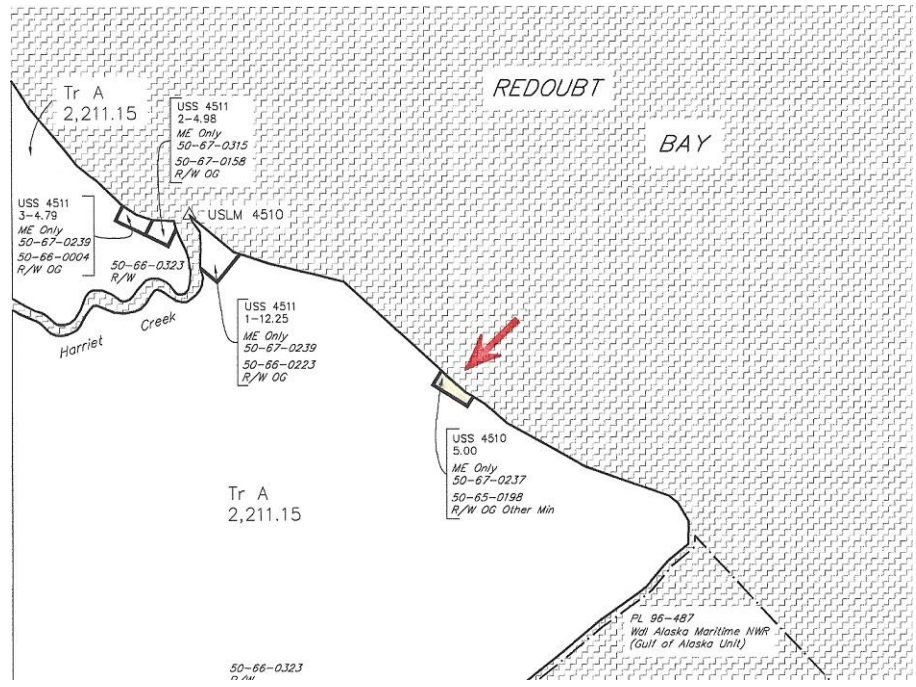 REDOUBT
BAY
Tr A
2,211.15
USS 4511
2-4.98
ME Only
50-67-0315
50-67-0158
R/W OG
USS 4511
3-4.79
ME Only
50-67-0239
50-66-0004
R/W OG
USLM 4510
50-66-0323
R/W
Harriet Creek
USS 4511
1-12.25
ME Only
50-67-0239
50-66-0223
R/W OG
USS 4510
5.00
ME Only
50-67-0237
50-65-0198
R/W OG Other Min
Tr A
2,211.15
PL 96-487
Wdl Alaska Maritime NWR
(Gulf of Alaska Unit)
50-66-0323
R/W